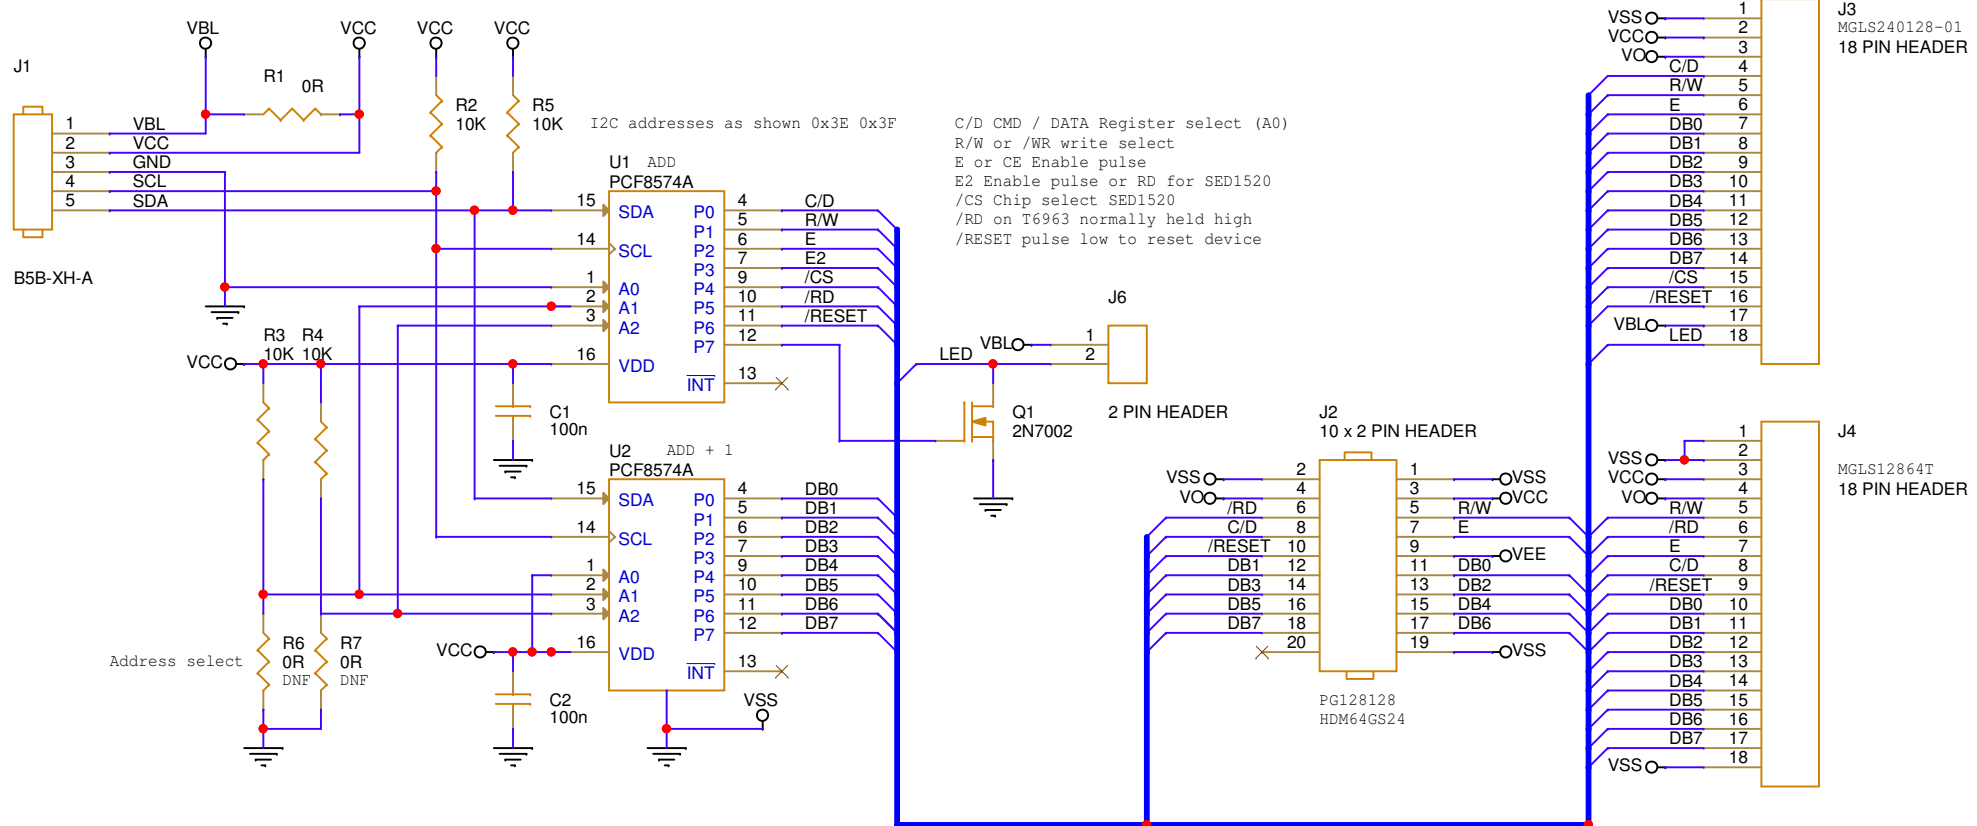 VBL
VCC
VCC
VCC
J1
R1
0R
R2
10K
R5
10K
1 VBL
2 VCC
3 GND
4 SCL
5 SDA
B5B-XH-A
I2C addresses as shown 0x3E 0x3F
C/D CMD / DATA Register select (A0)
R/W or /WR write select
E or CE Enable pulse
E2 Enable pulse or RD for SED1520
/CS Chip select SED1520
/RD on T6963 normally held high
/RESET pulse low to reset device
U1 ADD
PCF8574A
15 SDA
14 SCL
1 A0
2 A1
3 A2
16 VDD
P0 4 C/D
P1 5 R/W
P2 6 E
P3 7 E2
P4 9 /CS
P5 10 /RD
P6 11 /RESET
P7 12
INT 13
R3
10K
R4
10K
VCC
C1
100n
U2 ADD + 1
PCF8574A
15 SDA
14 SCL
1 A0
2 A1
3 A2
16 VDD
P0 4 DB0
P1 5 DB1
P2 6 DB2
P3 7 DB3
P4 9 DB4
P5 10 DB5
P6 11 DB6
P7 12 DB7
INT 13
VCC
Address select
R6
0R
DNF
R7
0R
DNF
C2
100n
VSS
J6
VBL 1
LED 2
2 PIN HEADER
Q1
2N7002
J2
10 x 2 PIN HEADER
VSS 2 1 VSS
VO 4 3 VCC
/RD 6 5 R/W
C/D 8 7 E
/RESET 10 9 VEE
DB1 12 11 DB0
DB3 14 13 DB2
DB5 16 15 DB4
DB7 18 17 DB6
20 19 VSS
PG128128
HDM64GS24
J3
MGLS240128-01
18 PIN HEADER
VSS 1
VCC 2
VO 3
C/D 4
R/W 5
E 6
DB0 7
DB1 8
DB2 9
DB3 10
DB4 11
DB5 12
DB6 13
DB7 14
/CS 15
/RESET 16
VBL 17
LED 18
J4
MGLS12864T
18 PIN HEADER
1
VSS 2
VCC 3
VO 4
R/W 5
/RD 6
E 7
C/D 8
/RESET 9
DB0 10
DB1 11
DB2 12
DB3 13
DB4 14
DB5 15
DB6 16
DB7 17
VSS 18